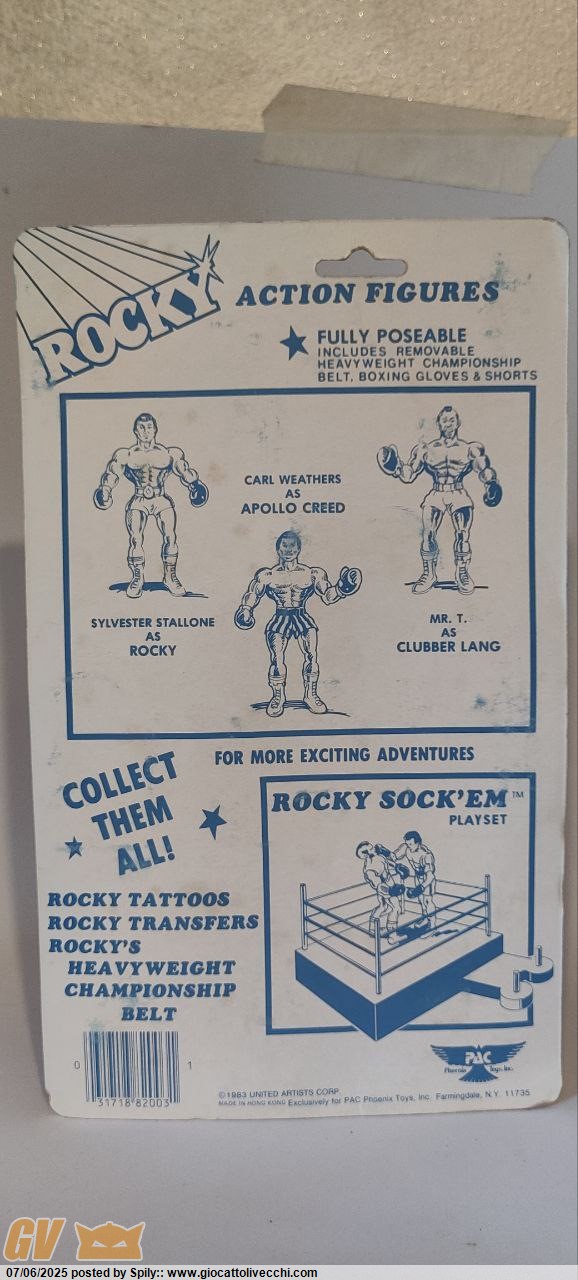 ROCKY
ACTION FIGURES
FULLY POSEABLE
INCLUDES REMOVABLE
HEAVYWEIGHT CHAMPIONSHIP
BELT, BOXING GLOVES & SHORTS
CARL WEATHERS
AS
APOLLO CREED
SYLVESTER STALLONE
AS
ROCKY
MR. T.
AS
CLUBBER LANG
FOR MORE EXCITING ADVENTURES
COLLECT
THEM
ALL!
ROCKY SOCK'EM™
PLAYSET
ROCKY TATTOOS
ROCKY TRANSFERS
ROCKY'S
HEAVYWEIGHT
CHAMPIONSHIP
BELT
0 31718 82003 1
PAC
Phoenix Toys, Inc.
©1983 UNITED ARTISTS CORP.
MADE IN HONG KONG Exclusively for PAC Phoenix Toys, Inc. Farmingdale, N.Y. 11735
GV
07/06/2025 posted by Spily:: www.giocattolivecchi.com